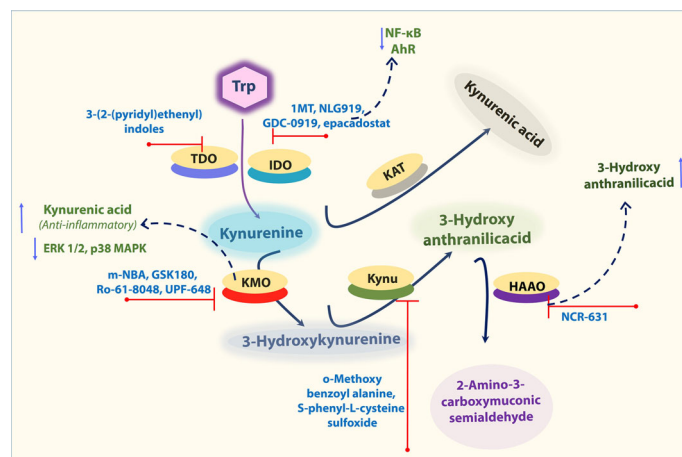 NF-κB
AhR
Trp
3-(2-(pyridyl)ethenyl)
indoles
1MT, NLG919,
GDC-0919, epacadostat
Kynurenic acid
TDO
IDO
KAT
3-Hydroxy
anthranilicacid
Kynurenic acid
(Anti-inflammatory)
ERK 1/2, p38 MAPK
Kynurenine
3-Hydroxy
anthranilicacid
m-NBA, GSK180,
Ro-61-8048, UPF-648
KMO
Kynu
HAAO
NCR-631
3-Hydroxykynurenine
o-Methoxy
benzoyl alanine,
S-phenyl-L-cysteine
sulfoxide
2-Amino-3-
carboxymuconic
semialdehyde